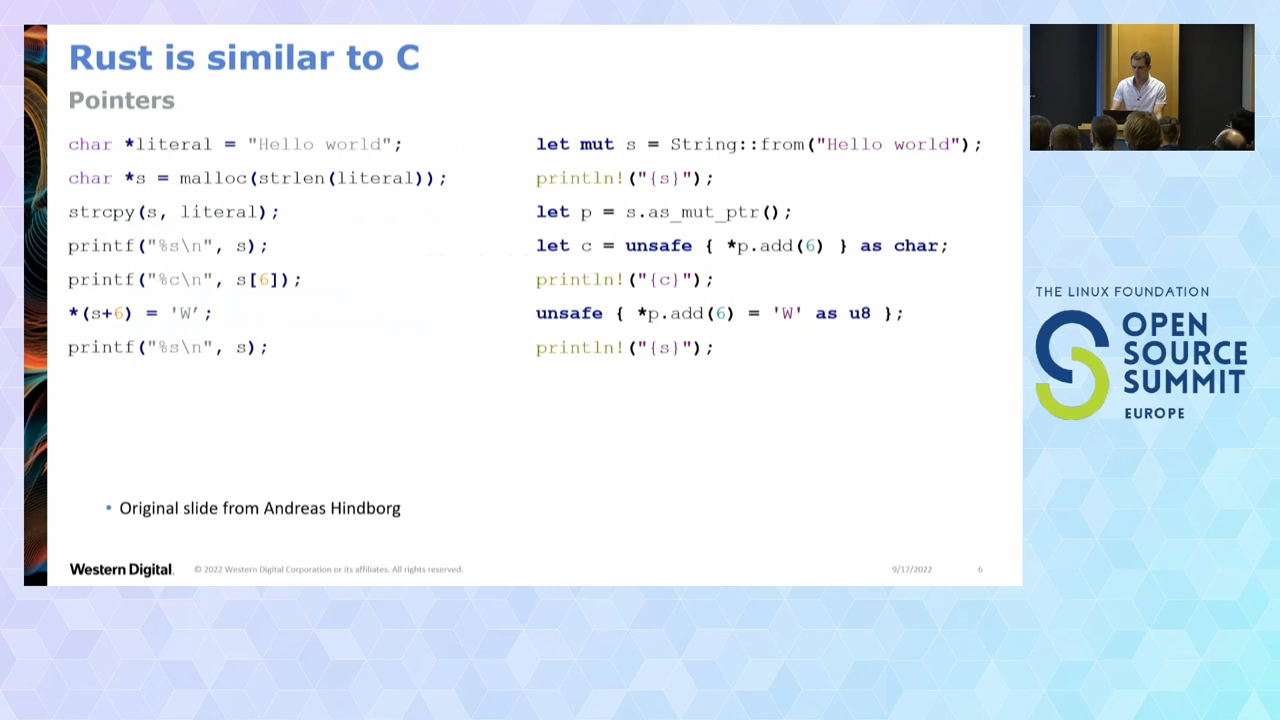 Rust is similar to C
Pointers
char *literal = "Hello world";
char *s = malloc(strlen(literal));
strcpy(s, literal);
printf("%s\n", s);
printf("%c\n", s[6]);
*(s+6) = 'W';
printf("%s\n", s);
let mut s = String::from("Hello world");
println!("{s}");
let p = s.as_mut_ptr();
let c = unsafe { *p.add(6) } as char;
println!("{c}");
unsafe { *p.add(6) = 'W' as u8 };
println!("{s}");
• Original slide from Andreas Hindborg
Western Digital.
© 2022 Western Digital Corporation or its affiliates. All rights reserved.
9/17/2022
6
THE LINUX FOUNDATION
OPEN
SOURCE
SUMMIT
EUROPE